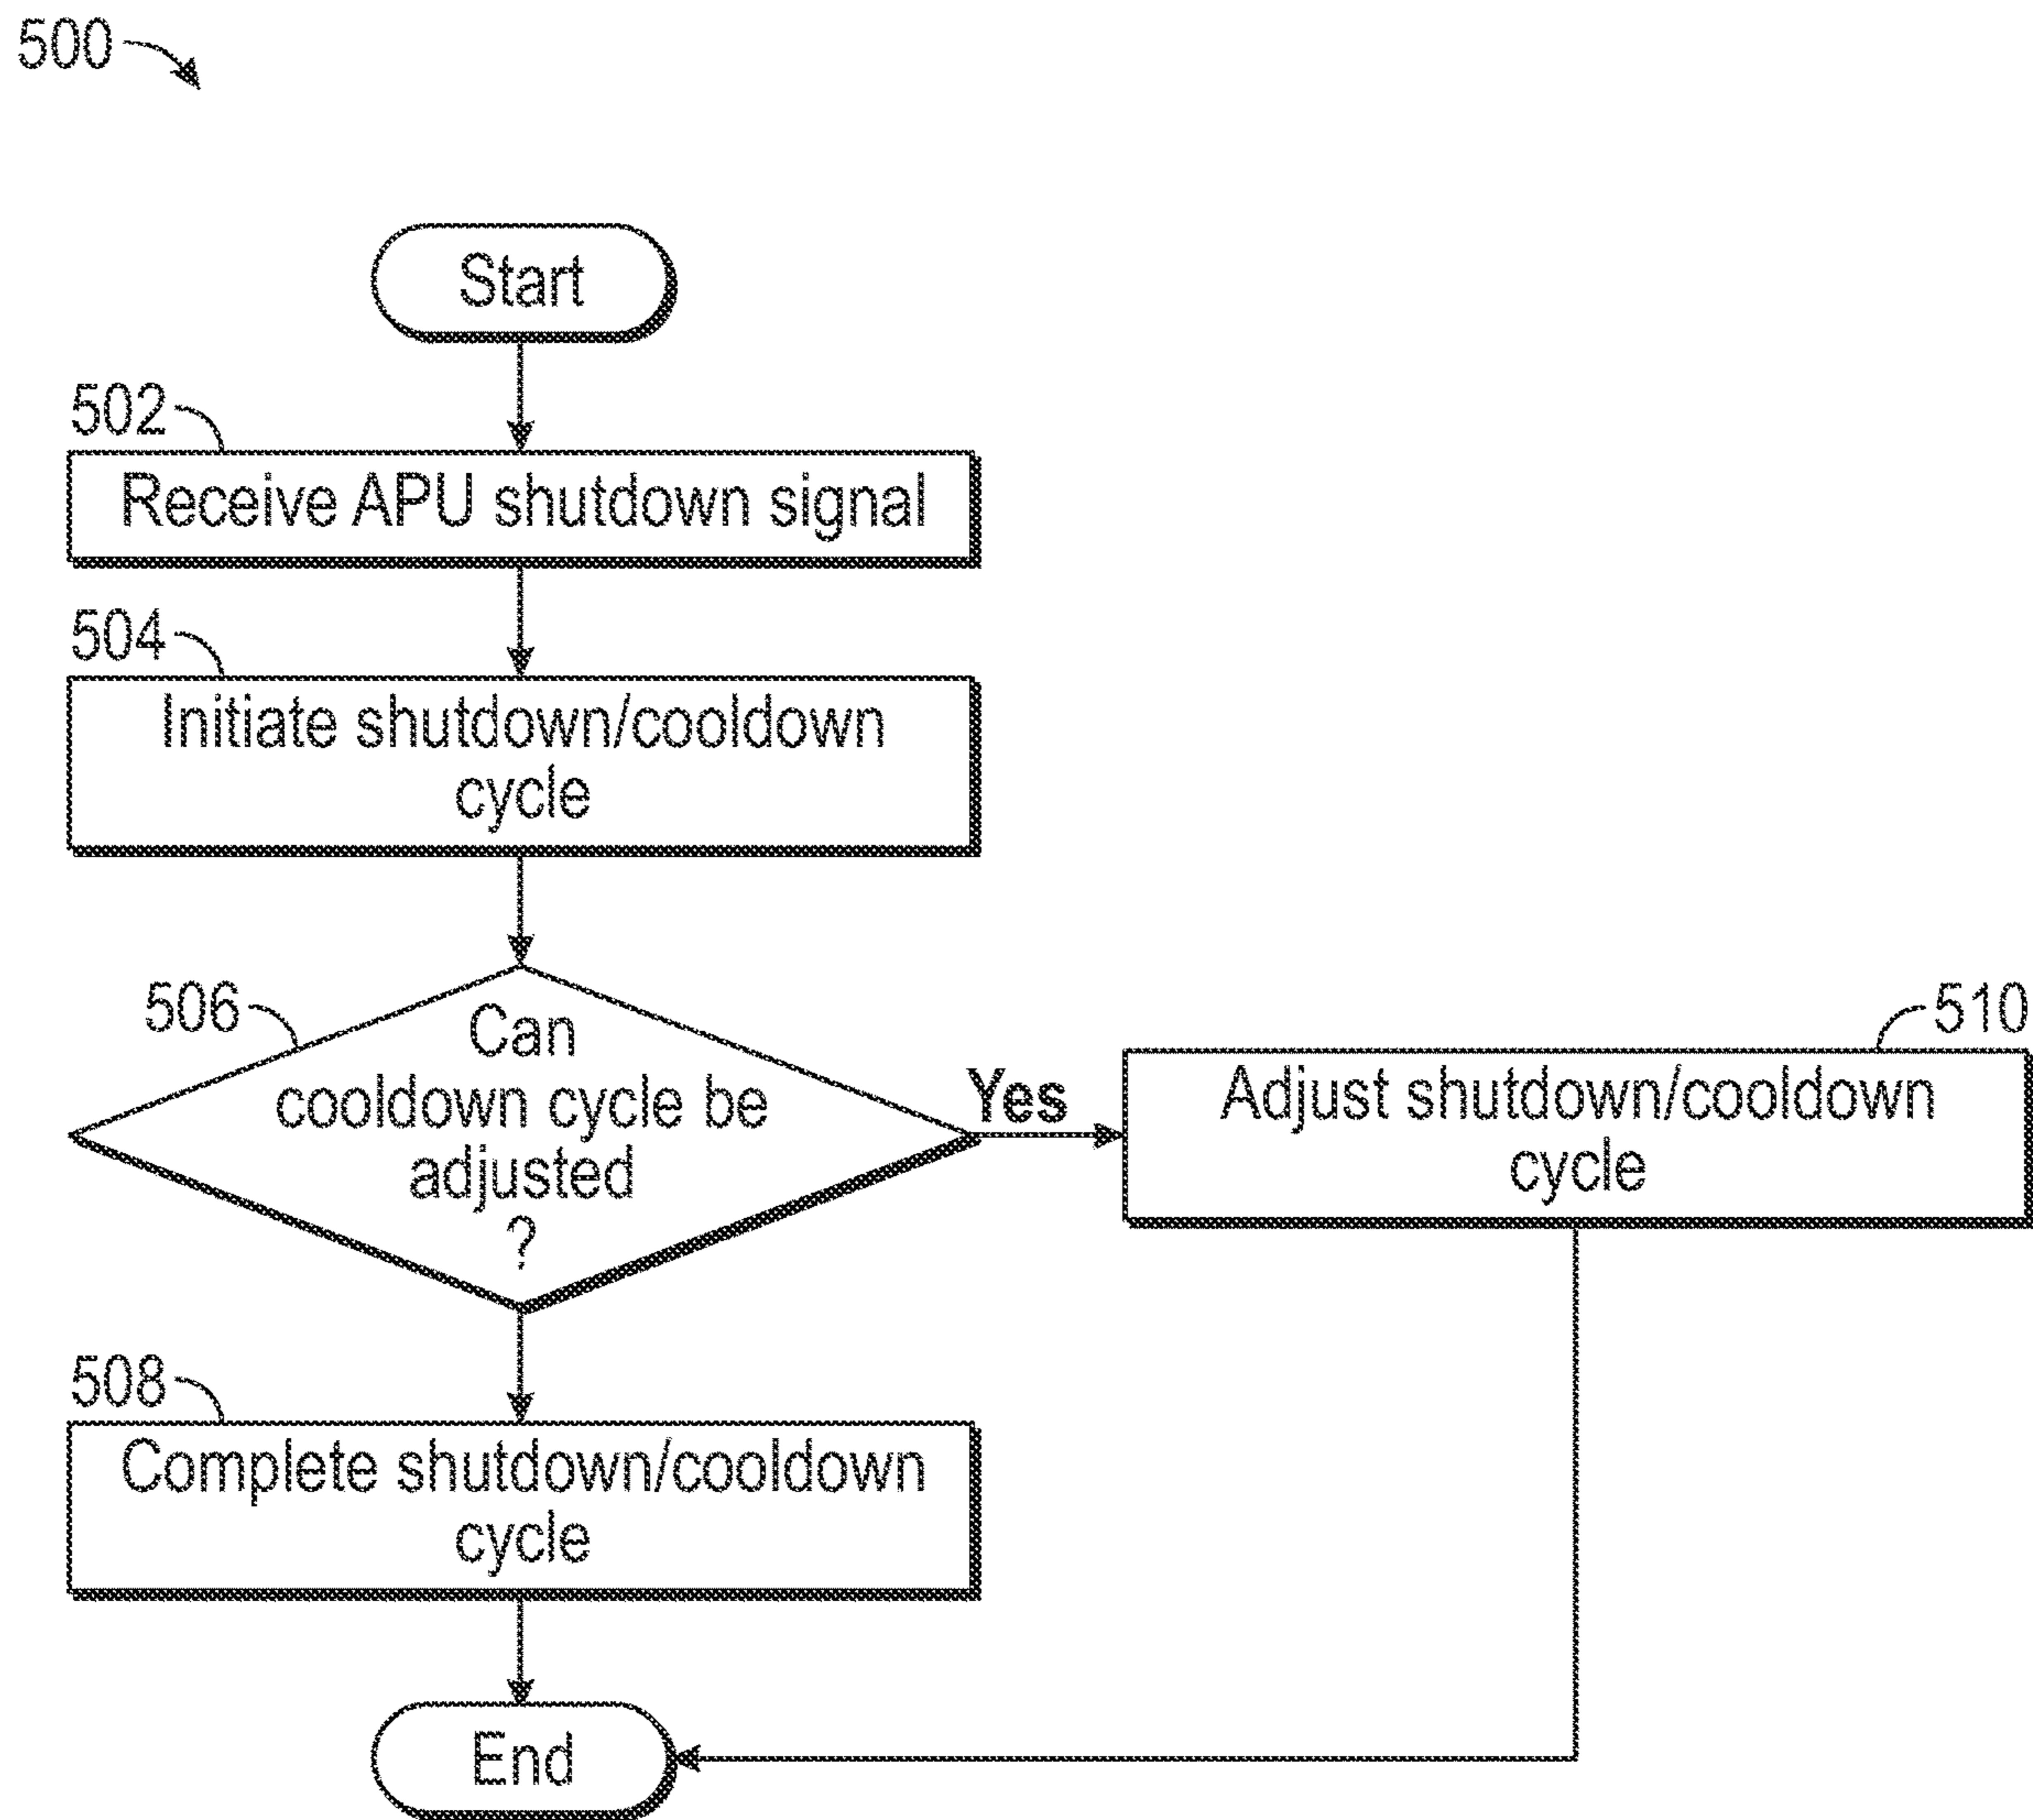 500
Start
502
Receive APU shutdown signal
504
Initiate shutdown/cooldown
cycle
506
Can
cooldown cycle be
adjusted
?
Yes
510
Adjust shutdown/cooldown
cycle
508
Complete shutdown/cooldown
cycle
End